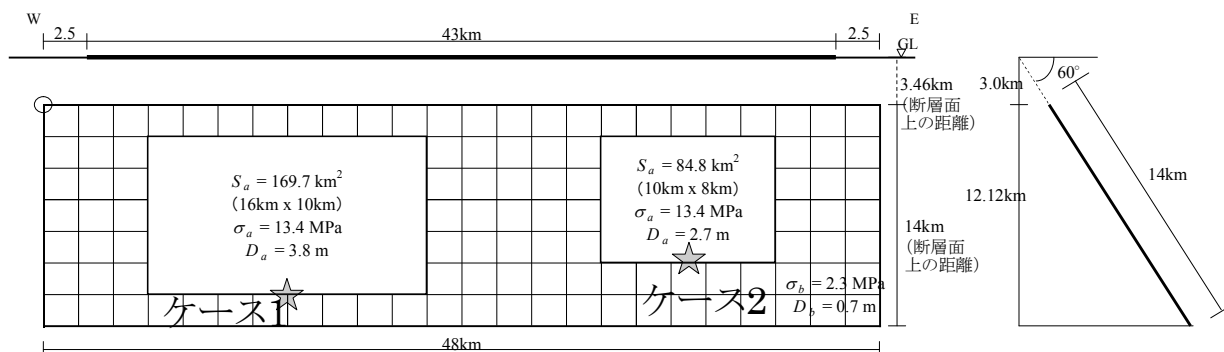 W
E
2.5
43km
2.5
GL
3.46km
(断層面
上の距離)
S_a = 169.7 km²
(16km x 10km)
σ_a = 13.4 MPa
D_a = 3.8 m
S_a = 84.8 km²
(10km x 8km)
σ_a = 13.4 MPa
D_a = 2.7 m
14km
(断層面
上の距離)
ケース1
ケース2
σ_b = 2.3 MPa
D_b = 0.7 m
48km
60°
3.0km
14km
12.12km